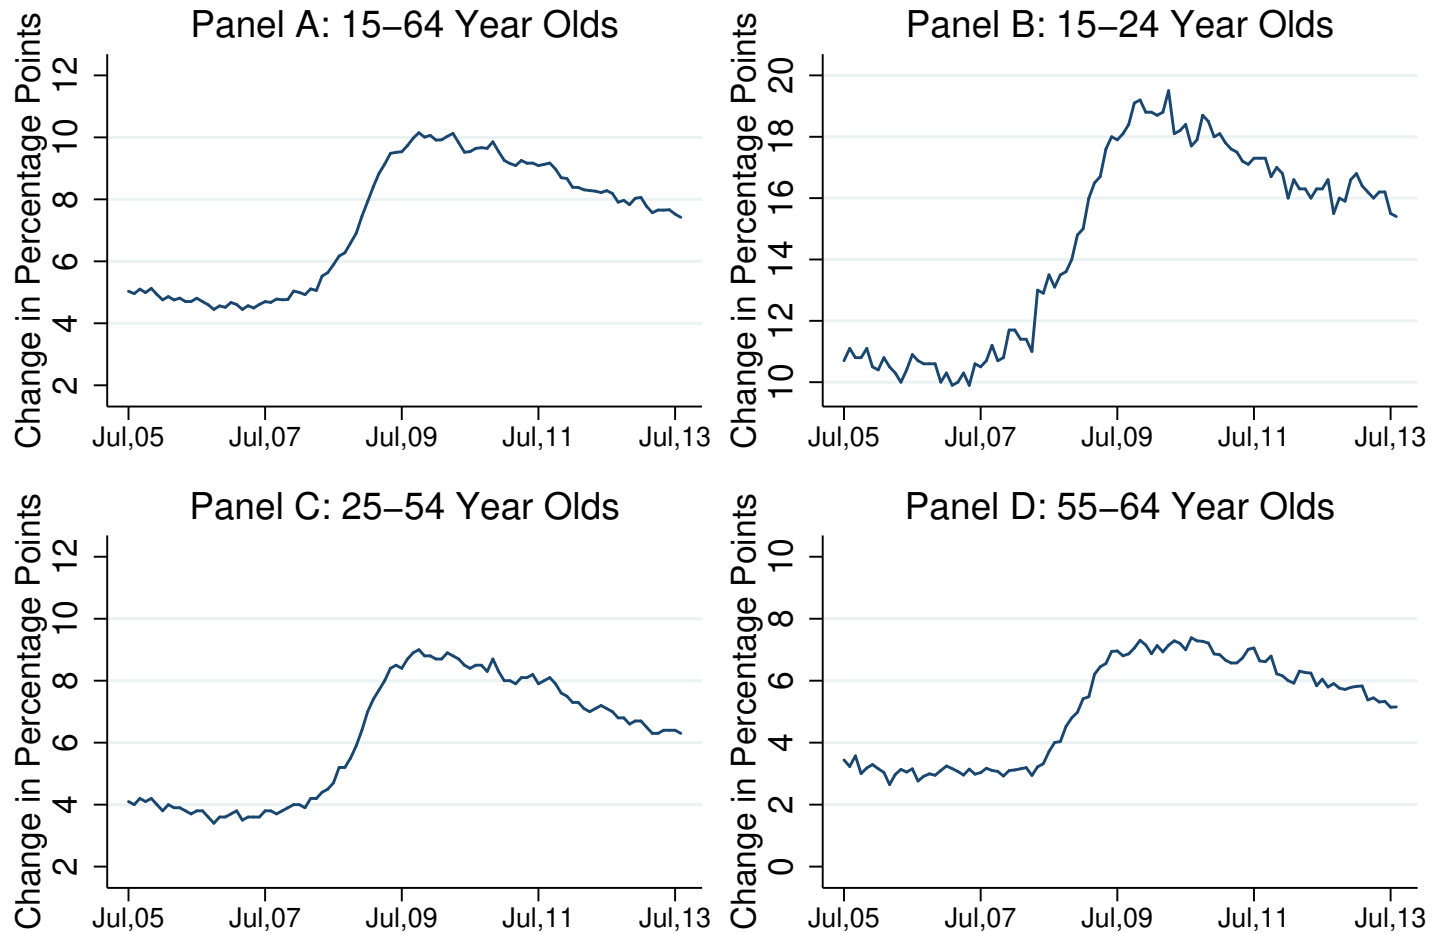 Panel A: 15−64 Year Olds
Change in Percentage Points
12
10
8
6
4
2
Jul,05 Jul,07 Jul,09 Jul,11 Jul,13
Panel B: 15−24 Year Olds
Change in Percentage Points
20
18
16
14
12
10
Jul,05 Jul,07 Jul,09 Jul,11 Jul,13
Panel C: 25−54 Year Olds
Change in Percentage Points
12
10
8
6
4
2
Jul,05 Jul,07 Jul,09 Jul,11 Jul,13
Panel D: 55−64 Year Olds
Change in Percentage Points
10
8
6
4
2
0
Jul,05 Jul,07 Jul,09 Jul,11 Jul,13